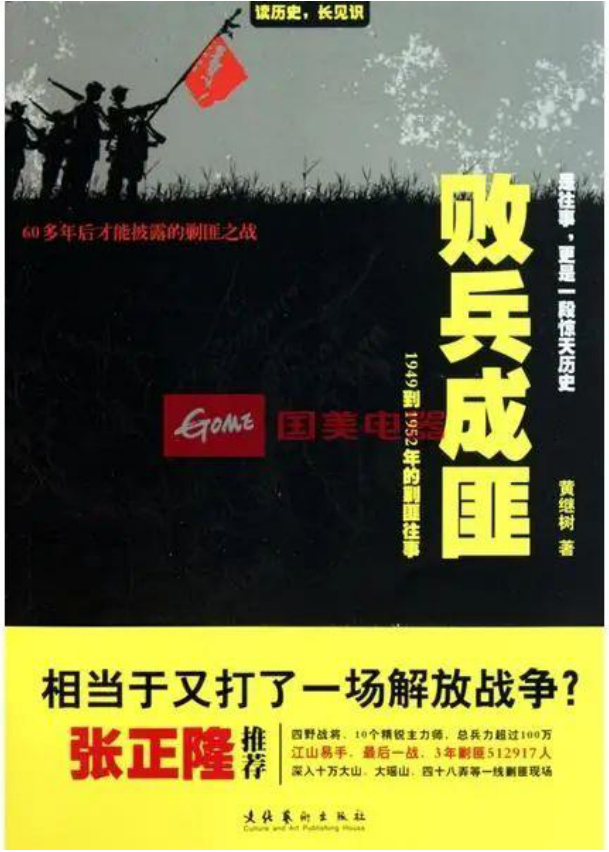 读历史，长见识
60多年后才能披露的剿匪之战
是往事，更是一段惊天历史
败兵成匪
1949到1952年的剿匪往事
黄继树 著
GOME 国美电器
相当于又打了一场解放战争？
张正隆推荐
四野战将、10个精锐主力师，总兵力超过100万
江山易手，最后一战，3年剿匪512917人
深入十万大山、大瑶山、四十八弄等一线剿匪现场
文化艺术出版社
Culture and Art Publishing House